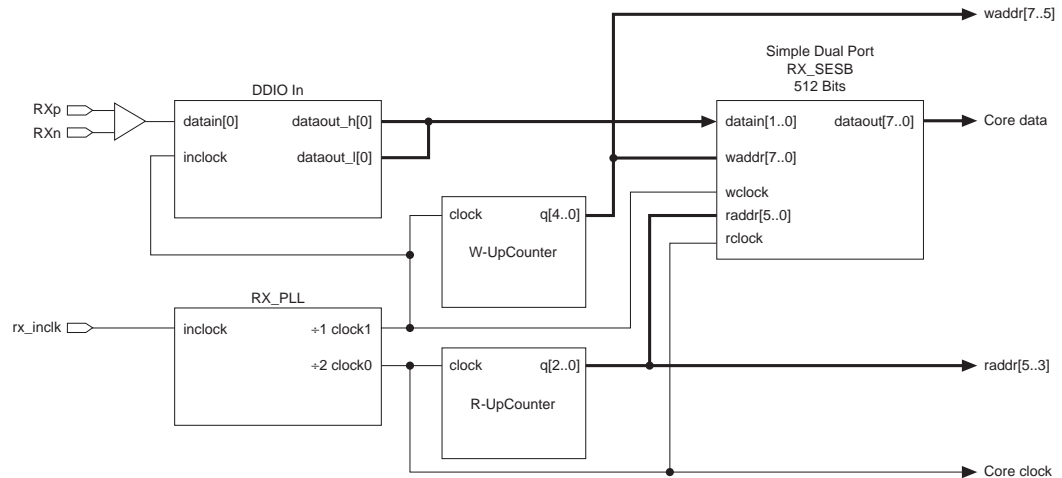 waddr[7..5]
Simple Dual Port
RX_SESB
512 Bits
DDIO In
RXp
RXn
datain[0]
dataout_h[0]
inclock
dataout_l[0]
datain[1..0]
dataout[7..0]
Core data
waddr[7..0]
wclock
raddr[5..0]
rclock
clock
q[4..0]
W-UpCounter
RX_PLL
rx_inclk
inclock
÷1 clock1
÷2 clock0
clock
q[2..0]
R-UpCounter
raddr[5..3]
Core clock